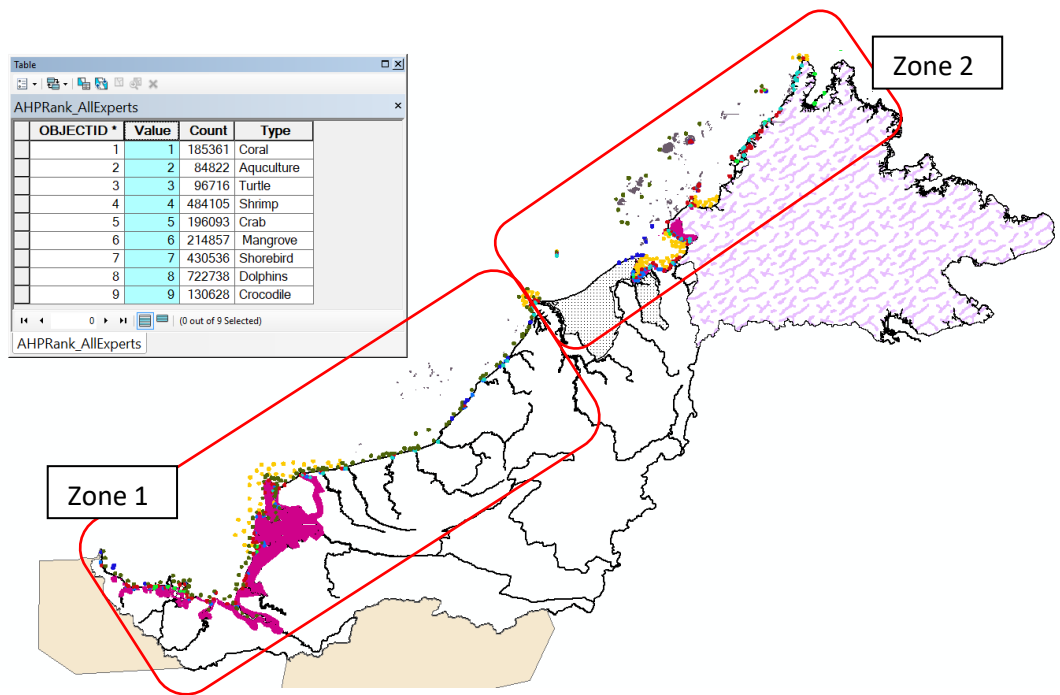 Zone 2
Table
AHPRank_AllExperts
OBJECTID * Value Count Type
1 1 185361 Coral
2 2 84822 Aquculture
3 3 96716 Turtle
4 4 484105 Shrimp
5 5 196093 Crab
6 6 214857 Mangrove
7 7 430536 Shorebird
8 8 722738 Dolphins
9 9 130628 Crocodile
0 (0 out of 9 Selected)
AHPRank_AllExperts
Zone 1